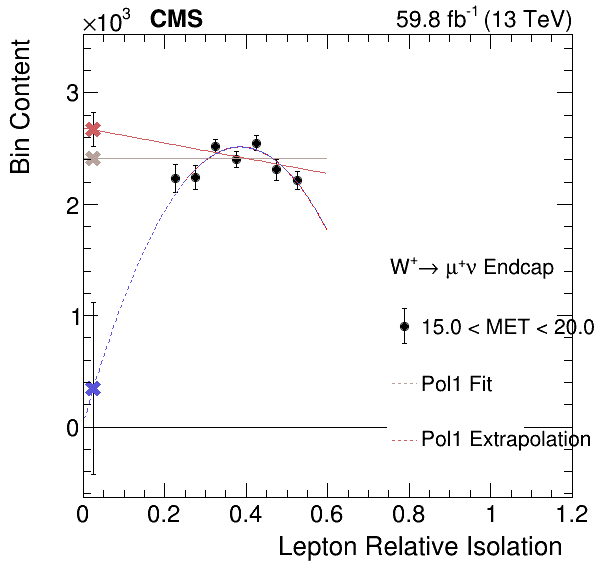 ×10³ CMS 59.8 fb⁻¹ (13 TeV)
Bin Content
3
2
1
0
W⁺→ μ⁺ν Endcap
15.0 < MET < 20.0
Pol1 Fit
Pol1 Extrapolation
0 0.2 0.4 0.6 0.8 1 1.2
Lepton Relative Isolation